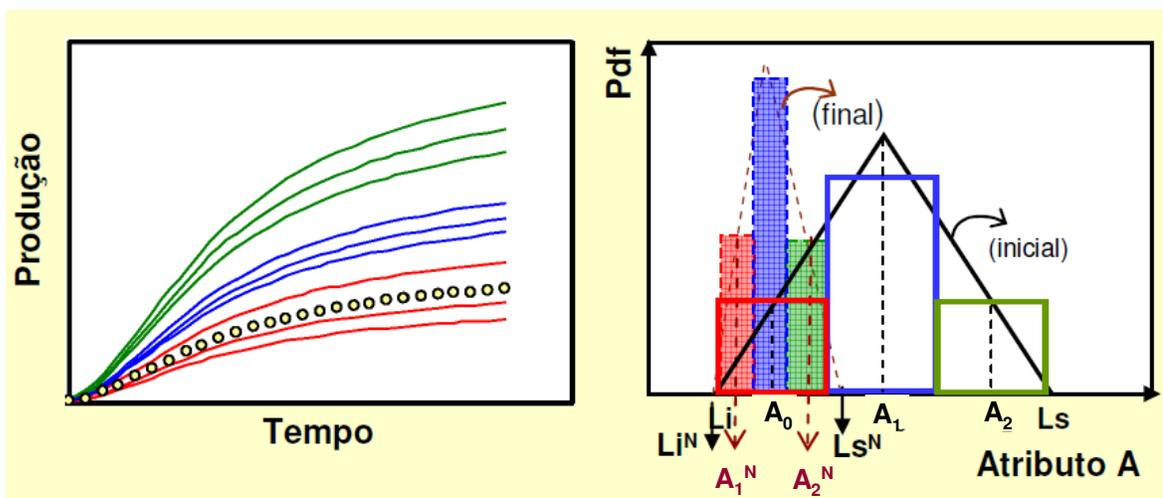 Produção
Tempo
Pdf
(final)
(inicial)
Li
A₀
A₁
A₂
Ls
Liᴺ
Lsᴺ
A₁ᴺ
A₂ᴺ
Atributo A